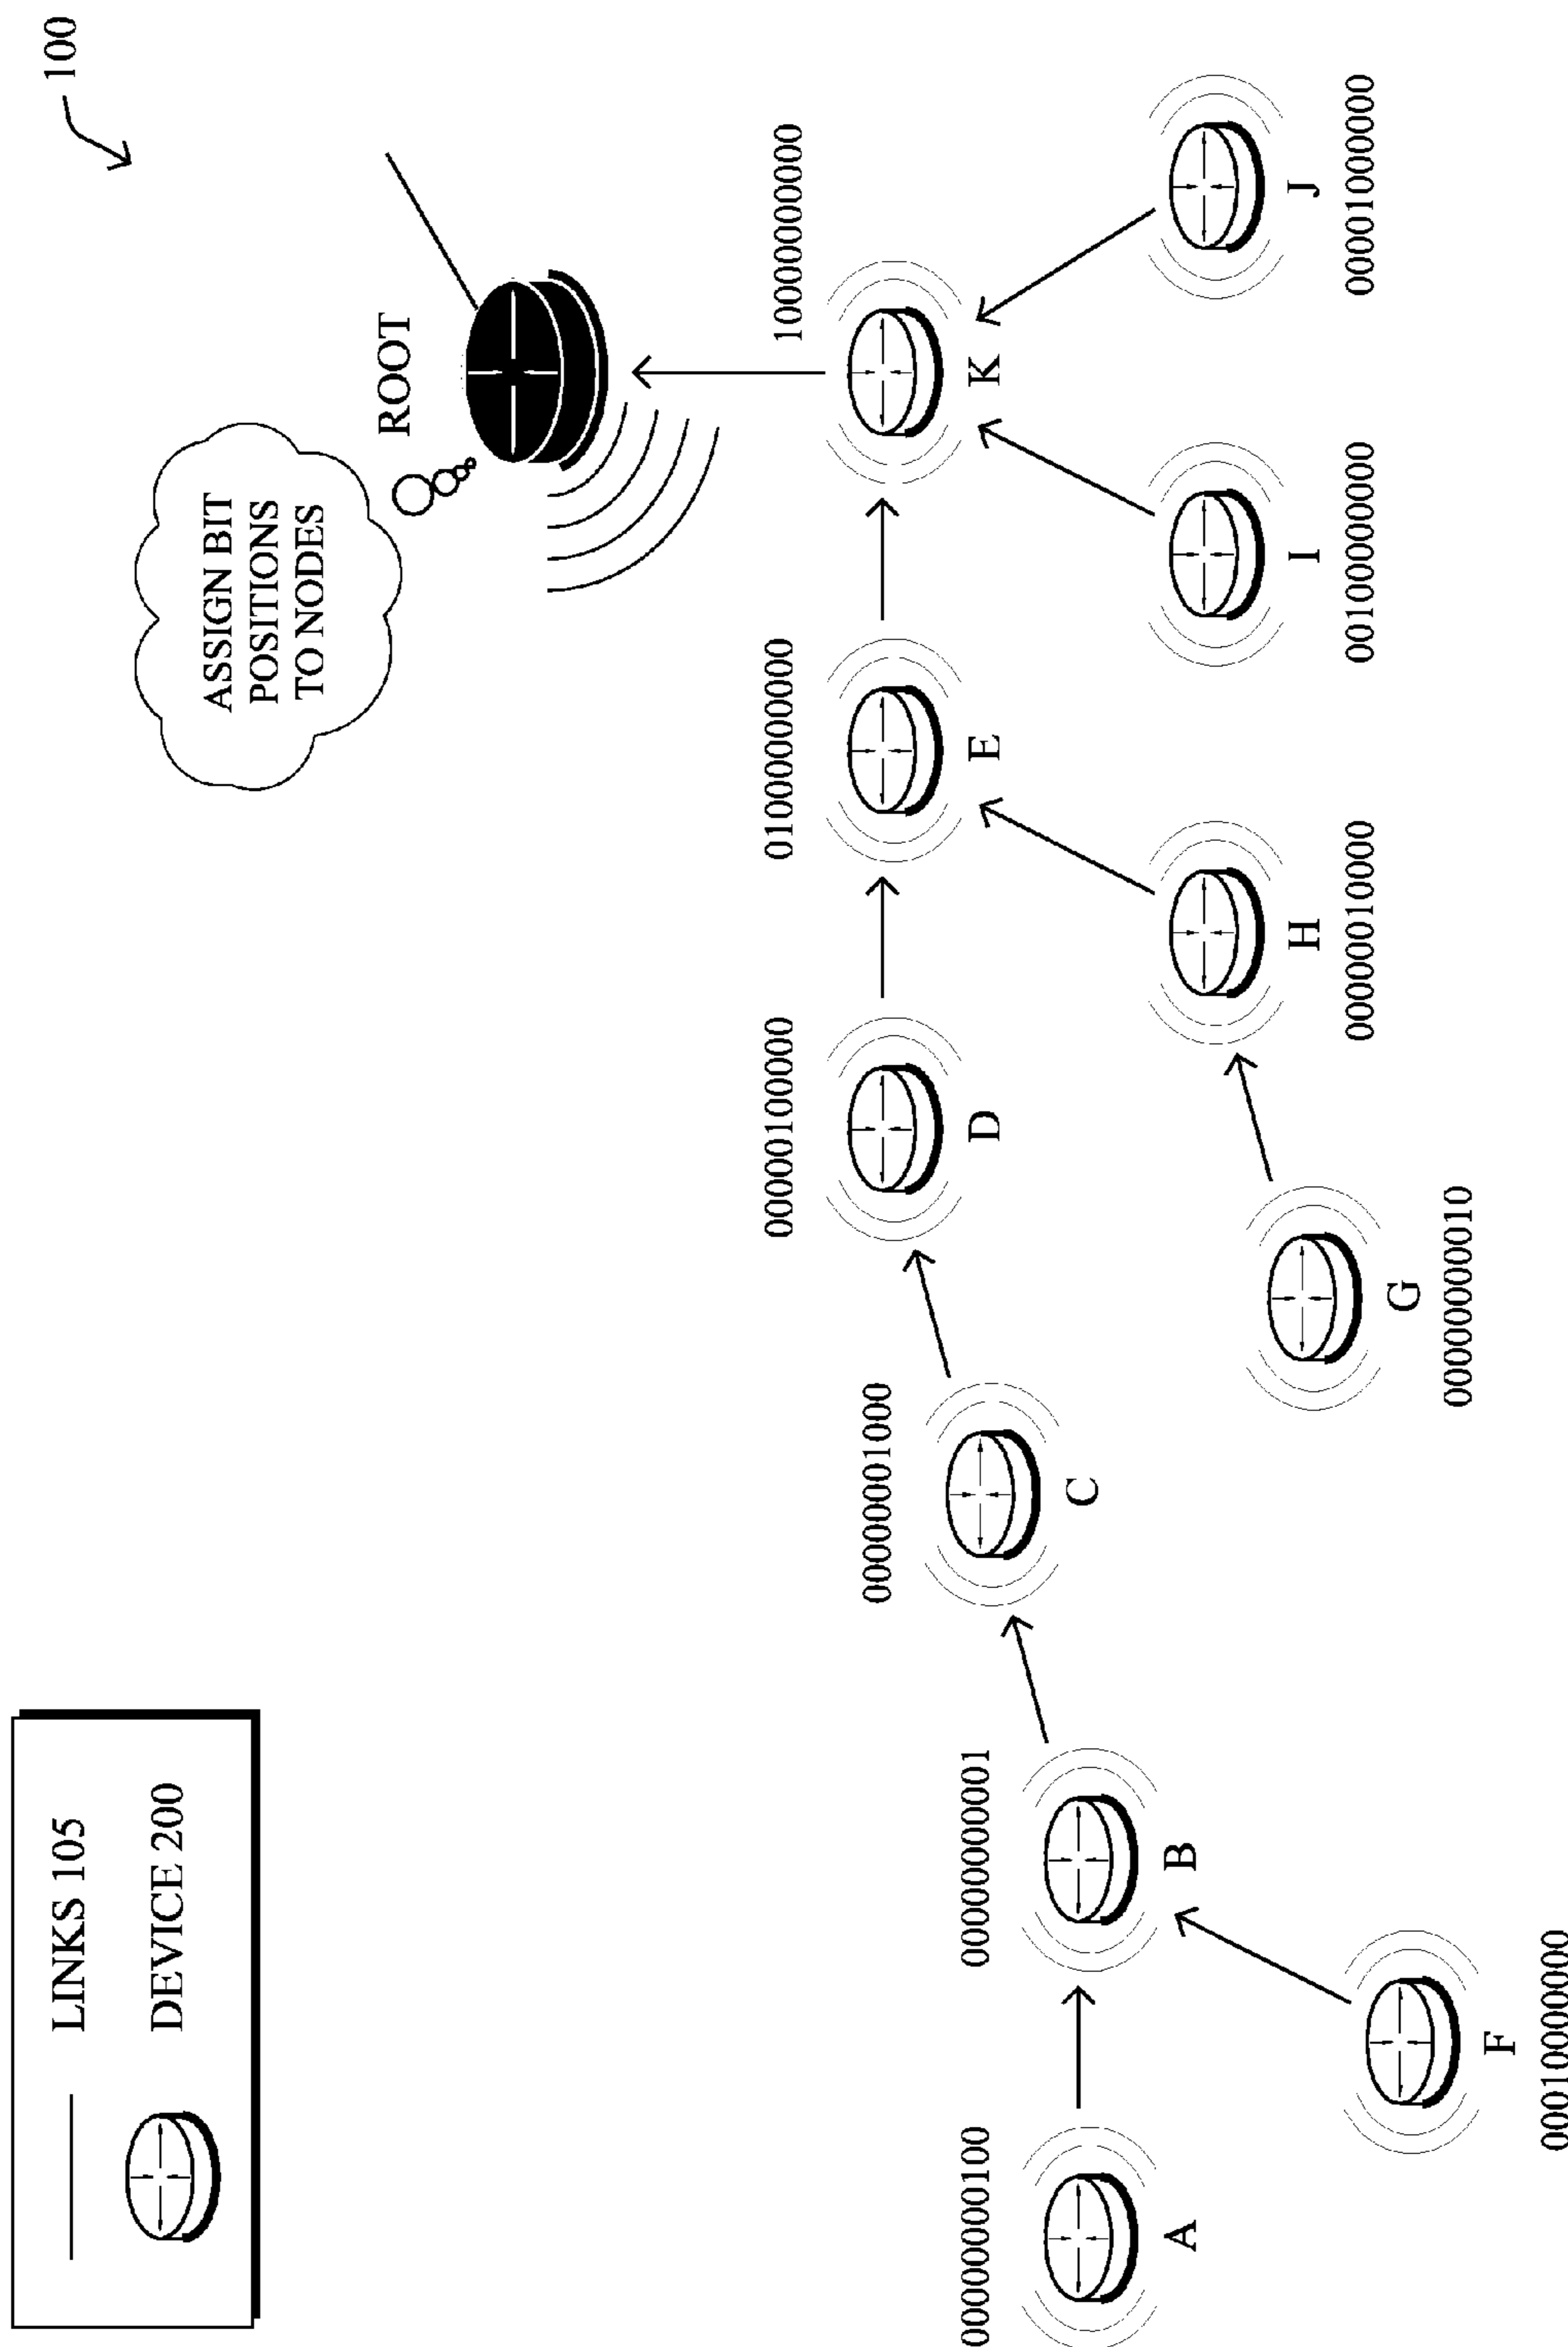 100
LINKS 105
DEVICE 200
ASSIGN BIT
POSITIONS
TO NODES
ROOT
00000100000
01000000000
10000000000
00000001000
D
E
K
00000000100
00000000001
C
A
B
H
I
J
00000010000
00100000000
00001000000
G
00000000010
F
00010000000